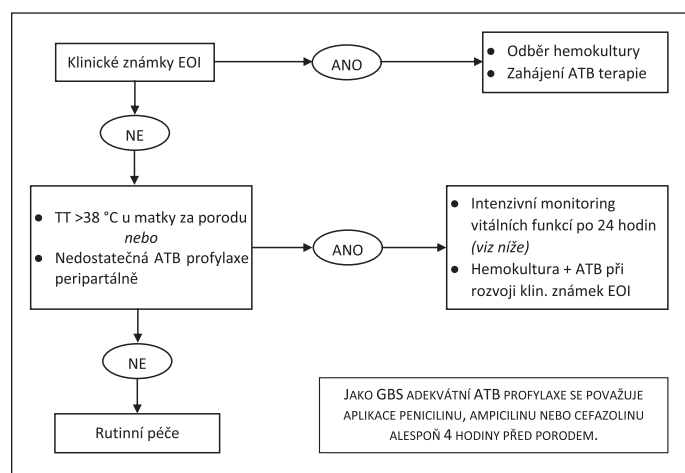 Klinické známky EOI
ANO
● Odběr hemokultury
● Zahájení ATB terapie
NE
● TT >38 °C u matky za porodu
nebo
● Nedostatečná ATB profylaxe
peripartálně
ANO
● Intenzivní monitoring
vitálních funkcí po 24 hodin
(viz níže)
● Hemokultura + ATB při
rozvoji klin. známek EOI
NE
Rutinní péče
JAKO GBS ADEKVÁTNÍ ATB PROFYLAXE SE POVAŽUJE
APLIKACE PENICILINU, AMPICILINU NEBO CEFAZOLINU
ALESPOŇ 4 HODINY PŘED PORODEM.